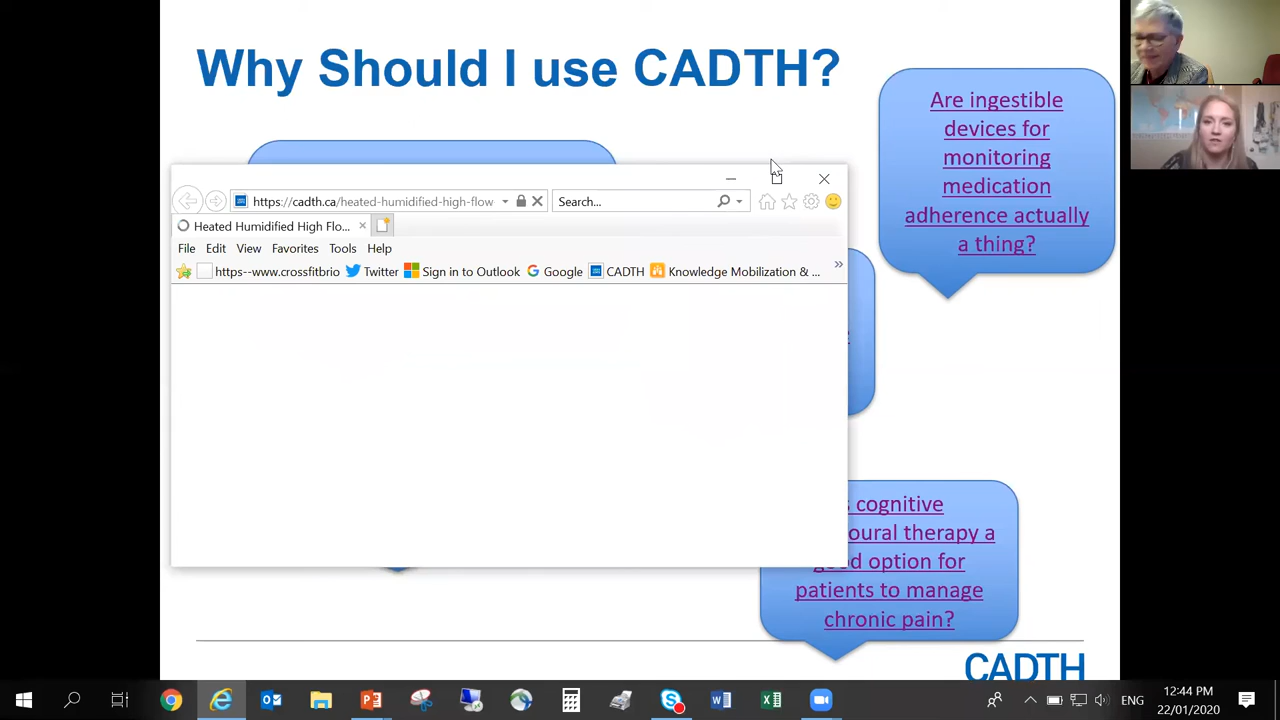 Why Should I use CADTH?
Are ingestible
devices for
monitoring
medication
adherence actually
a thing?
https://cadth.ca/heated-humidified-high-flow
Search...
Heated Humidified High Flo...
File Edit View Favorites Tools Help
https--www.crossfitbrio Twitter Sign in to Outlook Google CADTH Knowledge Mobilization & ... »
cognitive
oural therapy a
good option for
patients to manage
chronic pain?
CADTH
ENG
12:44 PM
22/01/2020